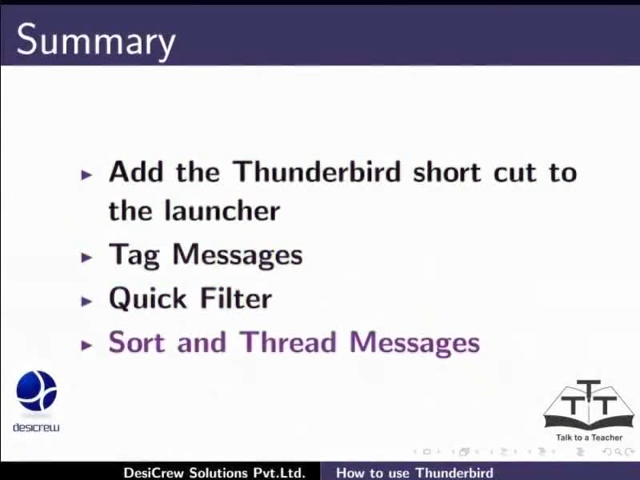 Summary
Add the Thunderbird short cut to
the launcher
Tag Messages
Quick Filter
Sort and Thread Messages
desicrew
T T T
Talk to a Teacher
DesiCrew Solutions Pvt.Ltd. How to use Thunderbird